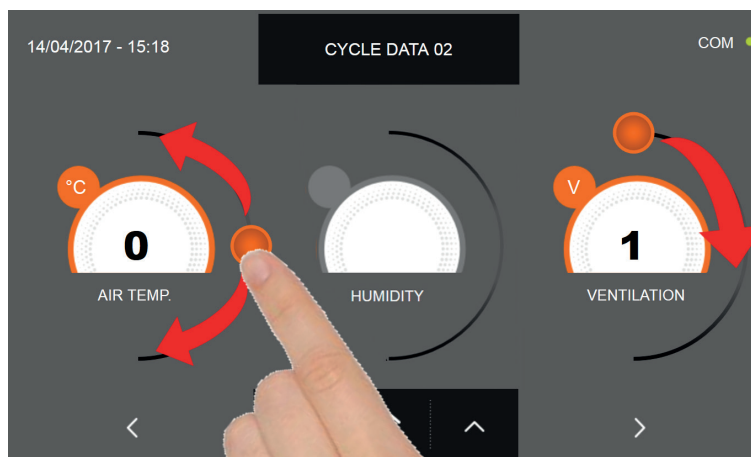 14/04/2017 - 15:18
CYCLE DATA 02
COM
°C
V
0
1
AIR TEMP.
HUMIDITY
VENTILATION